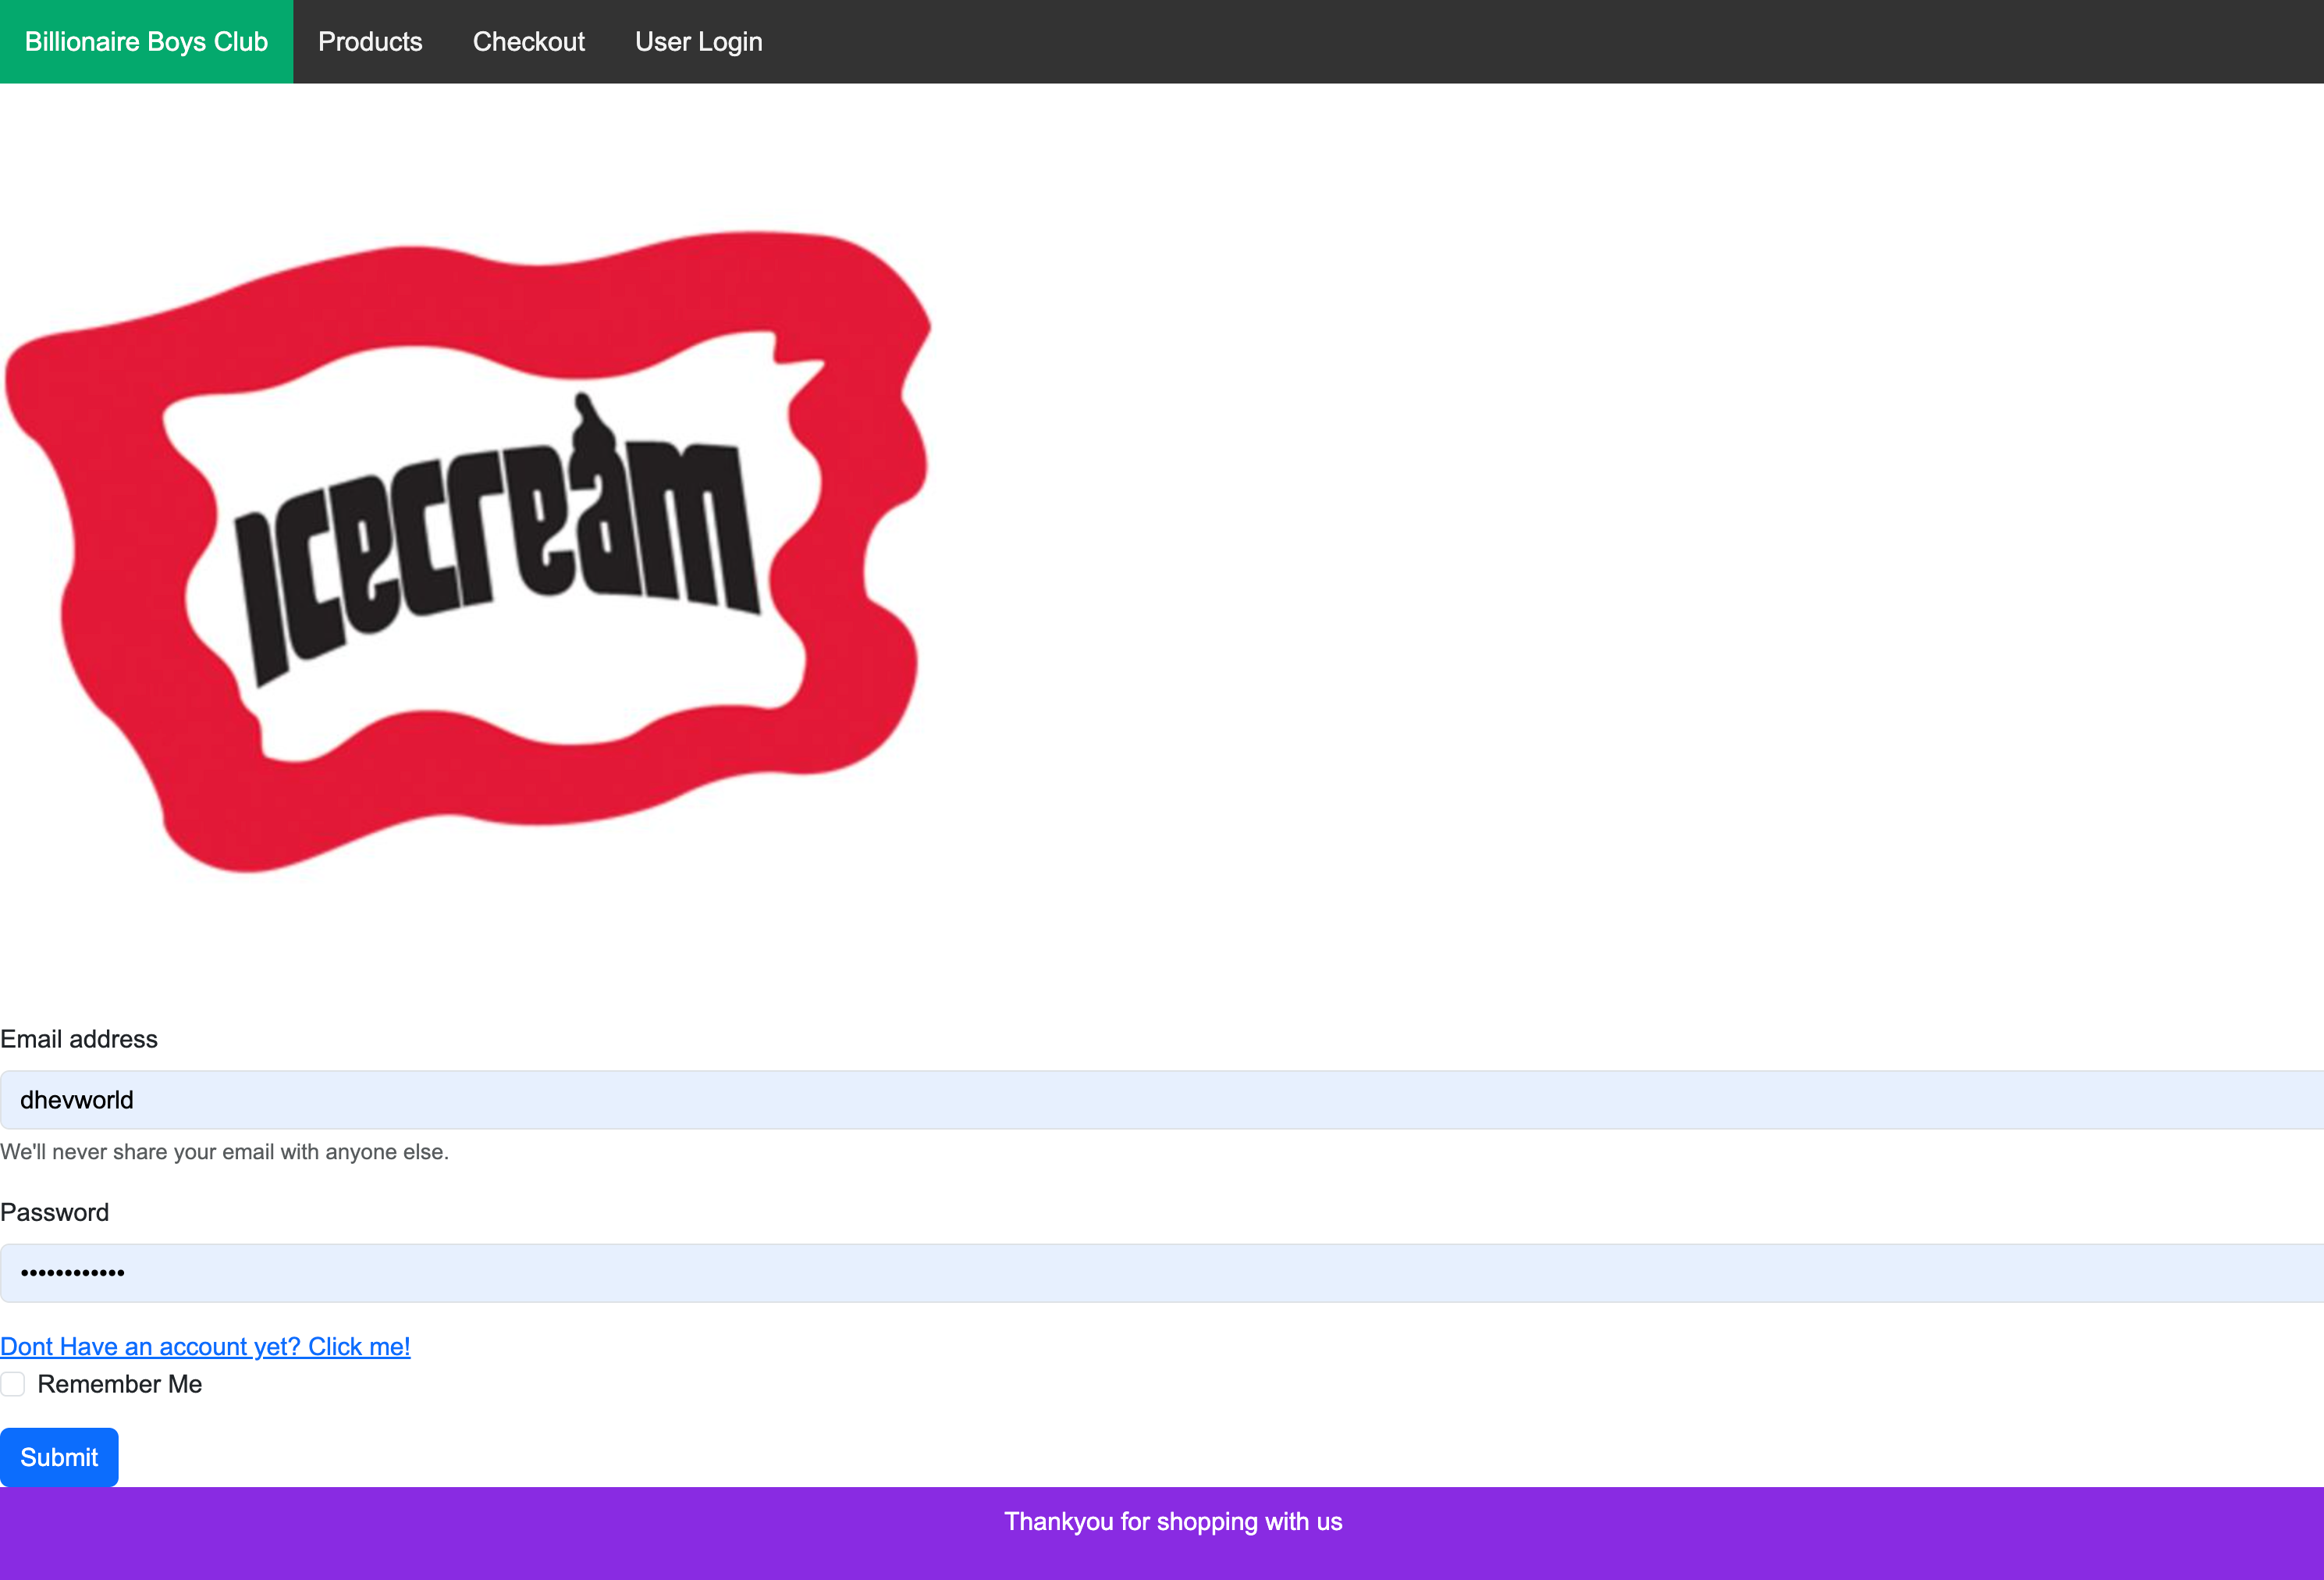 Billionaire Boys Club Products Checkout User Login
Icecream
Email address
dhevworld
We'll never share your email with anyone else.
Password
••••••••••••
Dont Have an account yet? Click me!
Remember Me
Submit
Thankyou for shopping with us